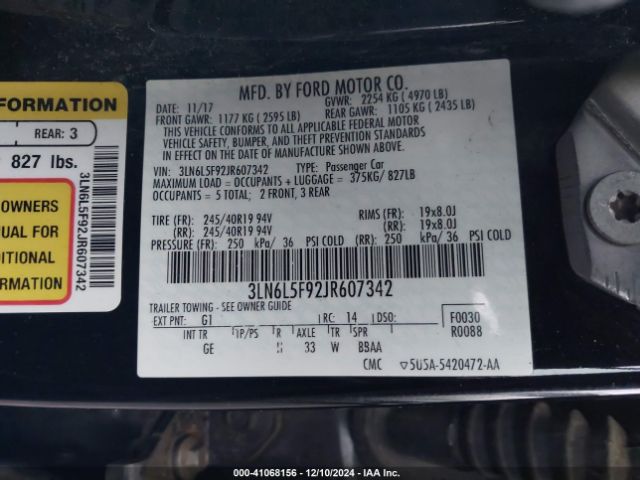 FORMATION
REAR: 3
827 lbs.
OWNERS
UAL FOR
DITIONAL
FORMATION
3LN6L5F92JR607342
MFD. BY FORD MOTOR CO.
DATE: 11/17 GVWR: 2254 KG ( 4970 LB)
FRONT GAWR: 1177 KG ( 2595 LB) REAR GAWR: 1105 KG ( 2435 LB)
THIS VEHICLE CONFORMS TO ALL APPLICABLE FEDERAL MOTOR
VEHICLE SAFETY, BUMPER, AND THEFT PREVENTION STANDARDS
IN EFFECT ON THE DATE OF MANUFACTURE SHOWN ABOVE.
VIN: 3LN6L5F92JR607342 TYPE: Passenger Car
MAXIMUM LOAD = OCCUPANTS + LUGGAGE = 375KG/ 827LB
OCCUPANTS = 5 TOTAL; 2 FRONT, 3 REAR
TIRE (FR): 245/40R19 94V RIMS (FR): 19x8.0J
(RR): 245/40R19 94V (RR): 19x8.0J
PRESSURE (FR): 250 kPa/ 36 PSI COLD (RR): 250 kPa/ 36 PSI COLD
3LN6L5F92JR607342
TRAILER TOWING - SEE OWNER GUIDE
EXT PNT: G1 RC: 14 DSO: F0030
INT TR TP/PS R AXLE TR SPR R0088
GE 33 W BSAA
CMC 5U5A-5420472-AA
000-41068156 - 12/10/2024 - IAA Inc.